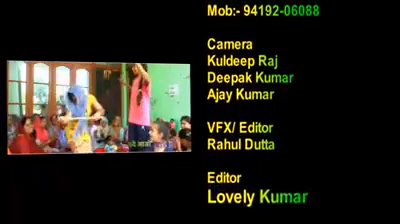 Mob:- 94192-06088
Camera
Kuldeep Raj
Deepak Kumar
Ajay Kumar
VFX/ Editor
Rahul Dutta
Editor
Lovely Kumar